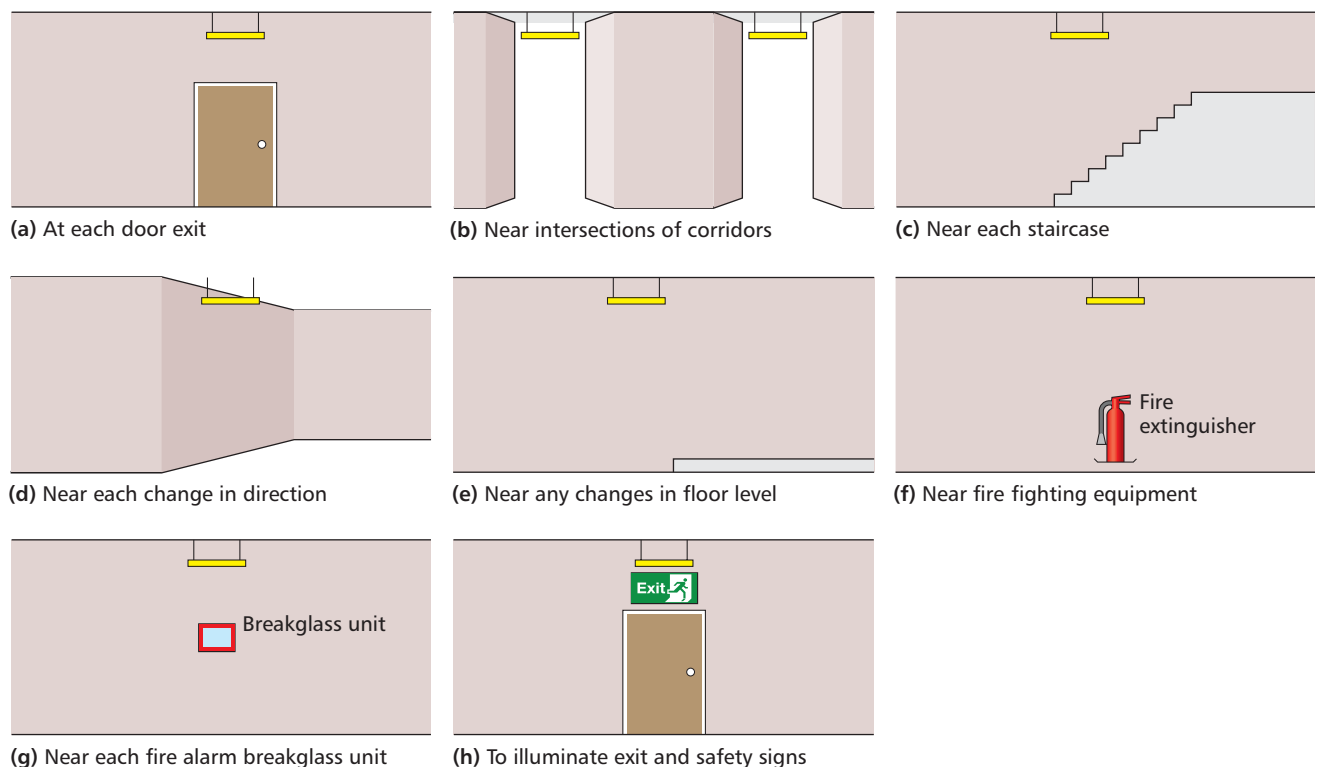 (a) At each door exit
(b) Near intersections of corridors
(c) Near each staircase
(d) Near each change in direction
(e) Near any changes in floor level
Fire
extinguisher
(f) Near fire fighting equipment
Breakglass unit
(g) Near each fire alarm breakglass unit
Exit
(h) To illuminate exit and safety signs